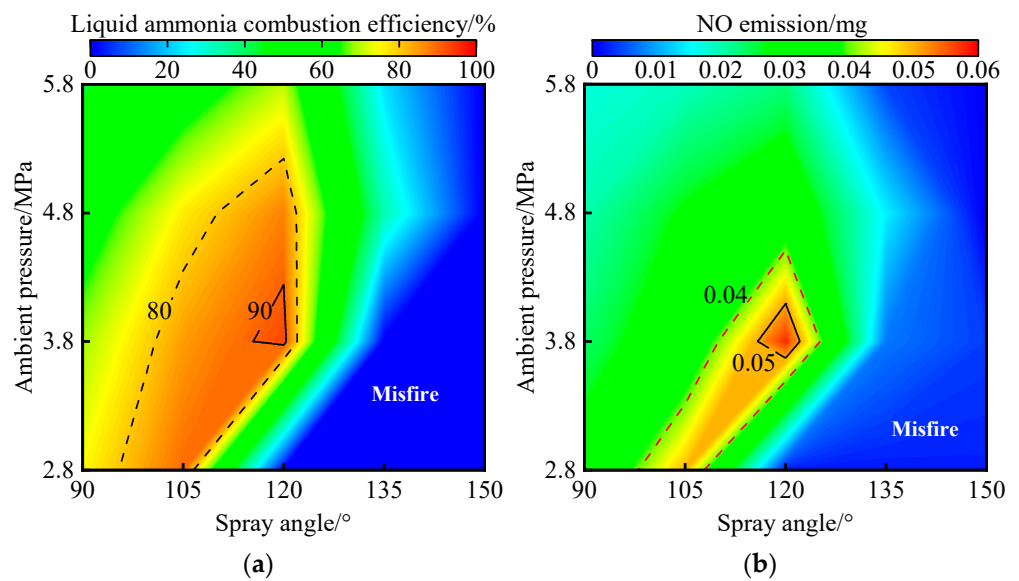 Liquid ammonia combustion efficiency/%
0 20 40 60 80 100
5.8
4.8
3.8
2.8
Ambient pressure/MPa
80
90
Misfire
90 105 120 135 150
Spray angle/°
(a)
NO emission/mg
0 0.01 0.02 0.03 0.04 0.05 0.06
5.8
4.8
3.8
2.8
Ambient pressure/MPa
0.04
0.05
Misfire
90 105 120 135 150
Spray angle/°
(b)